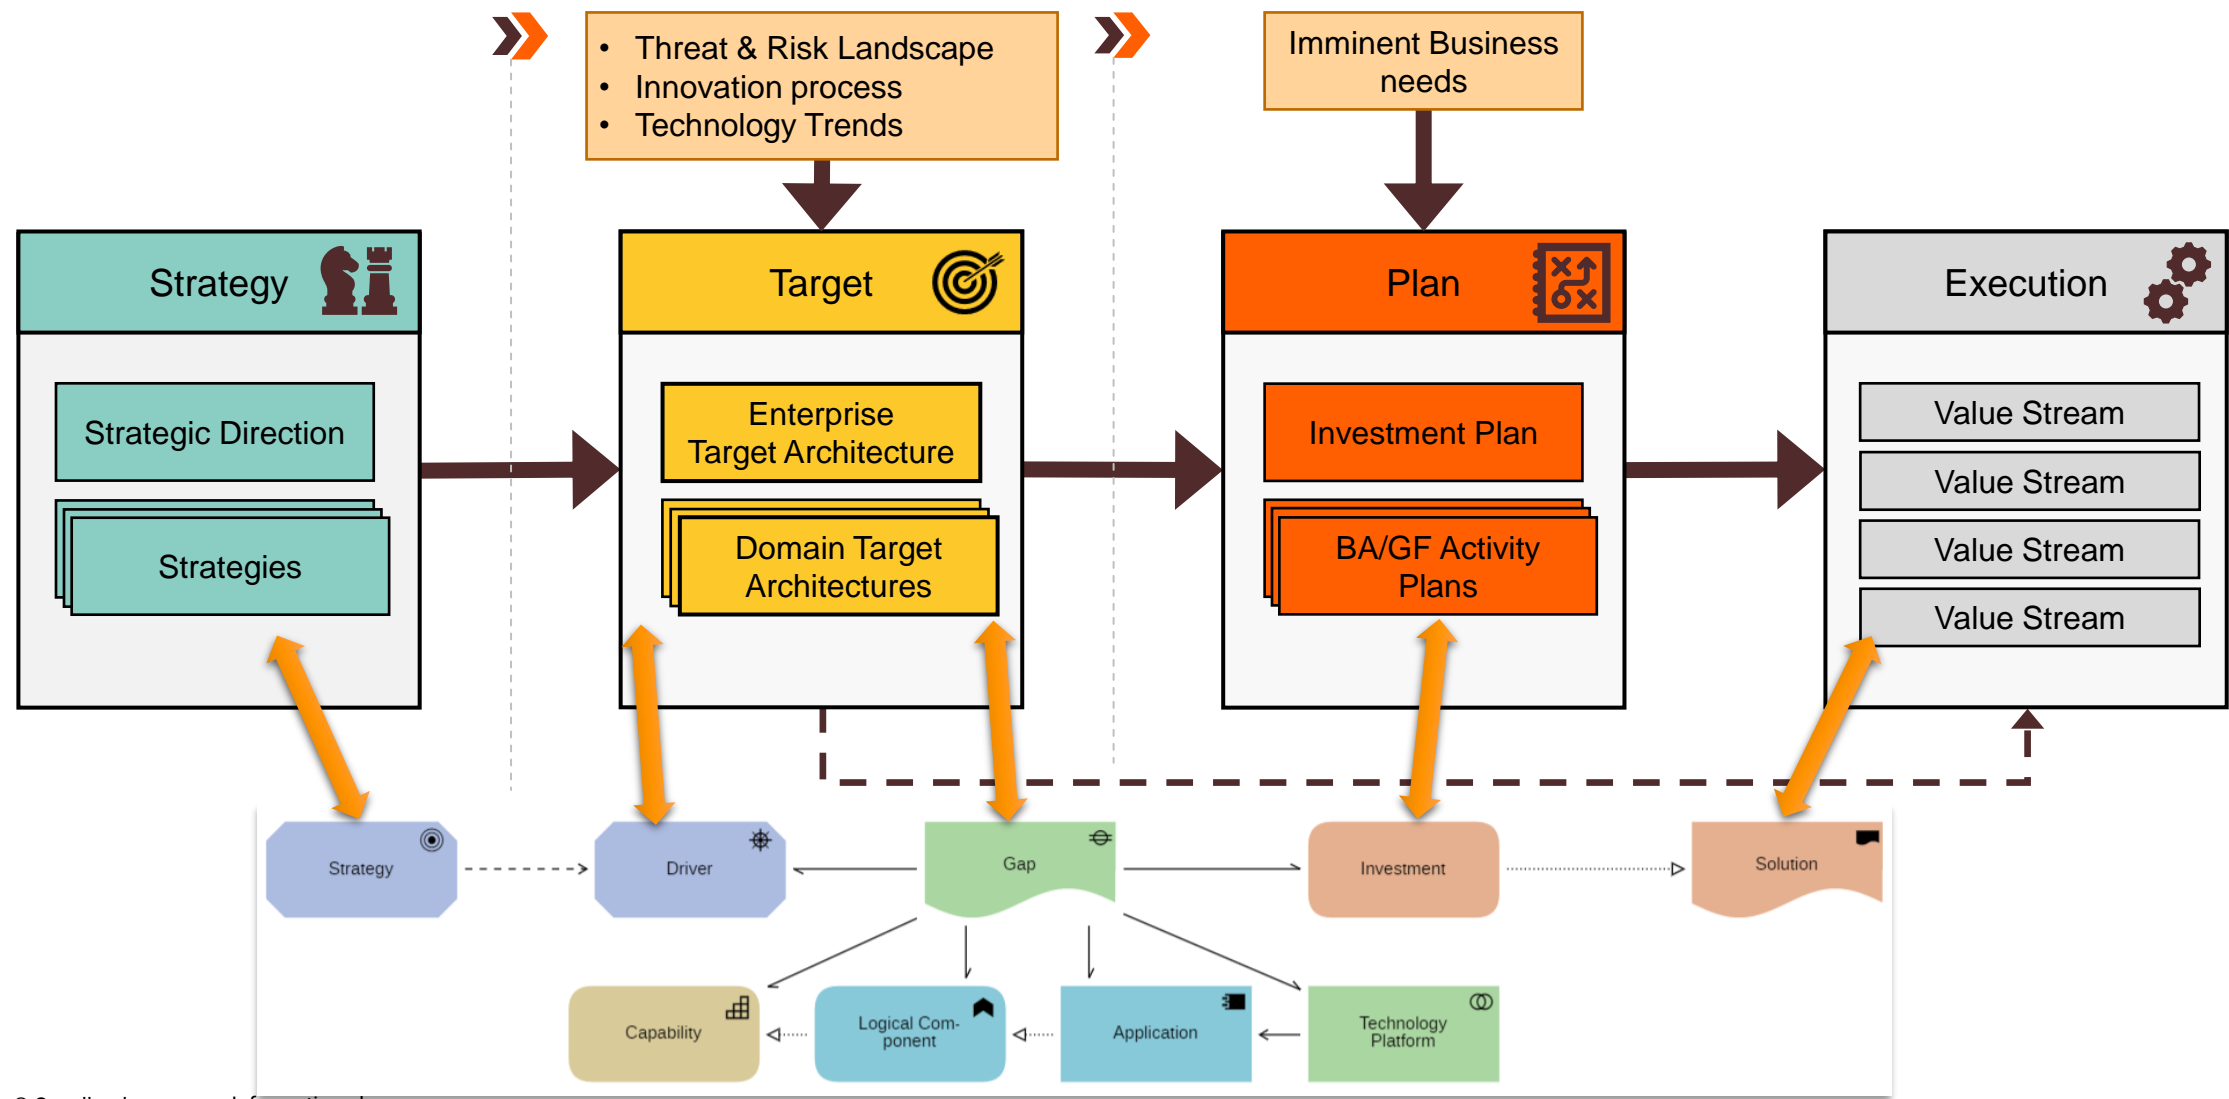 • Threat & Risk Landscape
• Innovation process
• Technology Trends
Imminent Business
needs
Strategy
Target
Plan
Execution
Strategic Direction
Strategies
Enterprise
Target Architecture
Domain Target
Architectures
Investment Plan
BA/GF Activity
Plans
Value Stream
Value Stream
Value Stream
Value Stream
Strategy
Driver
Gap
Investment
Solution
Capability
Logical Com-
ponent
Application
Technology
Platform